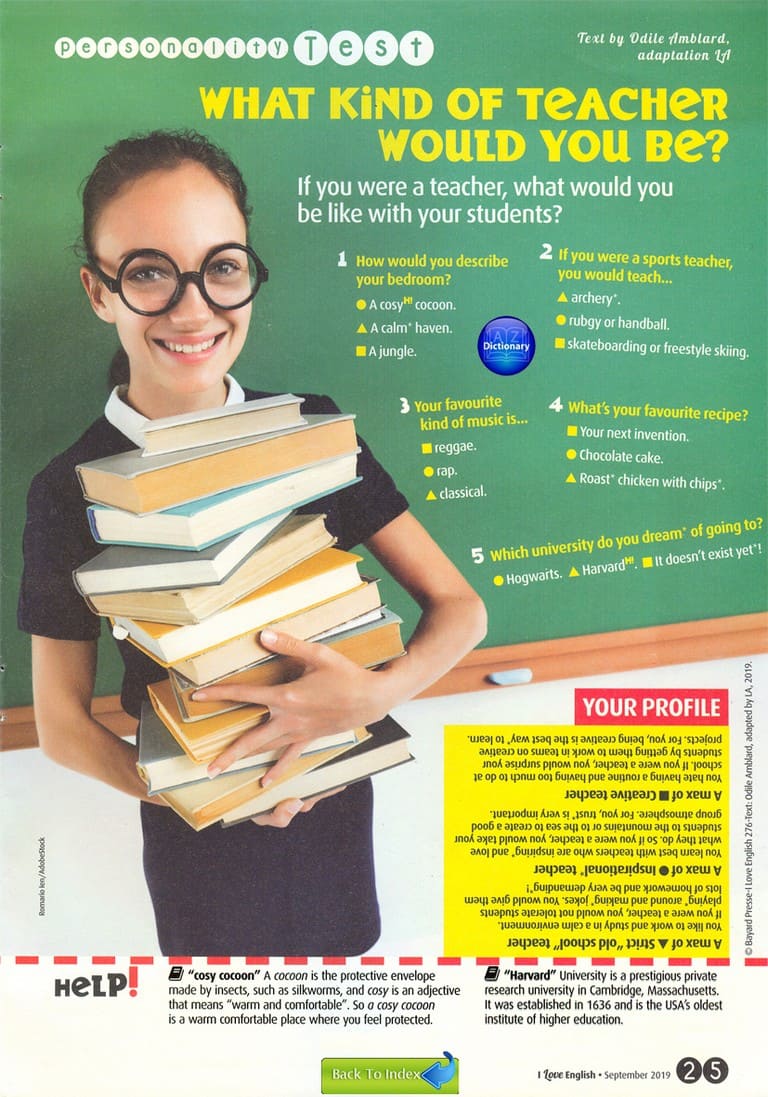 personality Test
Text by Odile Amblard,
adaptation LA
WHAT KiND OF TeACHeR
WOULD YOU Be?
If you were a teacher, what would you
be like with your students?
1 How would you describe
your bedroom?
● A cosyH! cocoon.
▲ A calm* haven.
■ A jungle.
2 If you were a sports teacher,
you would teach...
▲ archery*.
● rubgy or handball.
■ skateboarding or freestyle skiing.
A Z
Dictionary
3 Your favourite
kind of music is...
■ reggae.
● rap.
▲ classical.
4 What's your favourite recipe?
■ Your next invention.
● Chocolate cake.
▲ Roast* chicken with chips*.
5 Which university do you dream* of going to?
● Hogwarts. ▲ HarvardH!. ■ It doesn't exist yet*!
YOUR PROFILE
A max of ▲ Strict "old school" teacher
You like to work and study in a calm environment.
If you were a teacher, you would not tolerate students
playing* around and making* jokes. You would give them
lots of homework and be very demanding*!
A max of ● Inspirational* teacher
You learn best with teachers who are inspiring* and love
what they do. So if you were a teacher, you would take your
students to the mountains or to the sea to create a good
group atmosphere. For you, trust* is very important.
A max of ■ Creative teacher
You hate having a routine and having too much to do at
school. If you were a teacher, you would surprise your
students by getting them to work in teams on creative
projects. For you, being creative is the best way* to learn.
© Bayard Presse-I Love English 276-Text: Odile Amblard, adapted by LA, 2019.
Romario Ien/AdobeStock
HeLP!
"cosy cocoon" A cocoon is the protective envelope
made by insects, such as silkworms, and cosy is an adjective
that means "warm and comfortable". So a cosy cocoon
is a warm comfortable place where you feel protected.
"Harvard" University is a prestigious private
research university in Cambridge, Massachusetts.
It was established in 1636 and is the USA's oldest
institute of higher education.
Back To Index
I Love English • September 2019 25